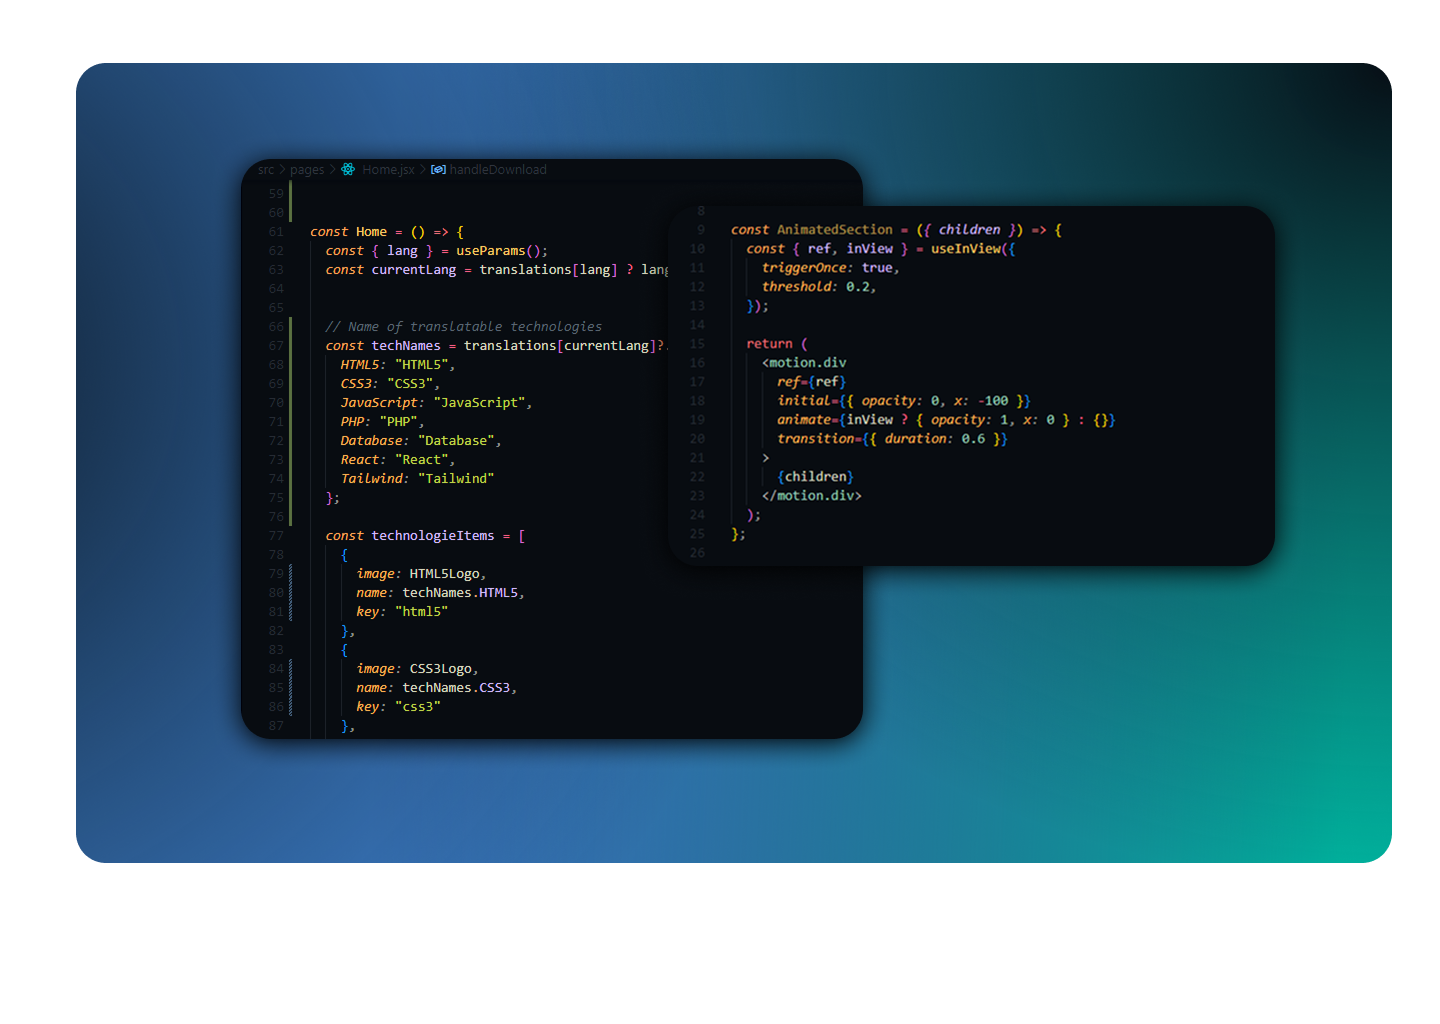 src > pages > Home.jsx > handleDownload
59
60
61 const Home = () => {
62 const { lang } = useParams();
63 const currentLang = translations[lang] ? lang
64
65
66 // Name of translatable technologies
67 const techNames = translations[currentLang]?.
68 HTML5: "HTML5",
69 CSS3: "CSS3",
70 JavaScript: "JavaScript",
71 PHP: "PHP",
72 Database: "Database",
73 React: "React",
74 Tailwind: "Tailwind"
75 };
76
77 const technologieItems = [
78 {
79 image: HTML5Logo,
80 name: techNames.HTML5,
81 key: "html5"
82 },
83 {
84 image: CSS3Logo,
85 name: techNames.CSS3,
86 key: "css3"
87 },
8
9 const AnimatedSection = ({ children }) => {
10 const { ref, inView } = useInView({
11 triggerOnce: true,
12 threshold: 0.2,
13 });
14
15 return (
16 <motion.div
17 ref={ref}
18 initial={{ opacity: 0, x: -100 }}
19 animate={inView ? { opacity: 1, x: 0 } : {}}
20 transition={{ duration: 0.6 }}
21 >
22 {children}
23 </motion.div>
24 );
25 };
26